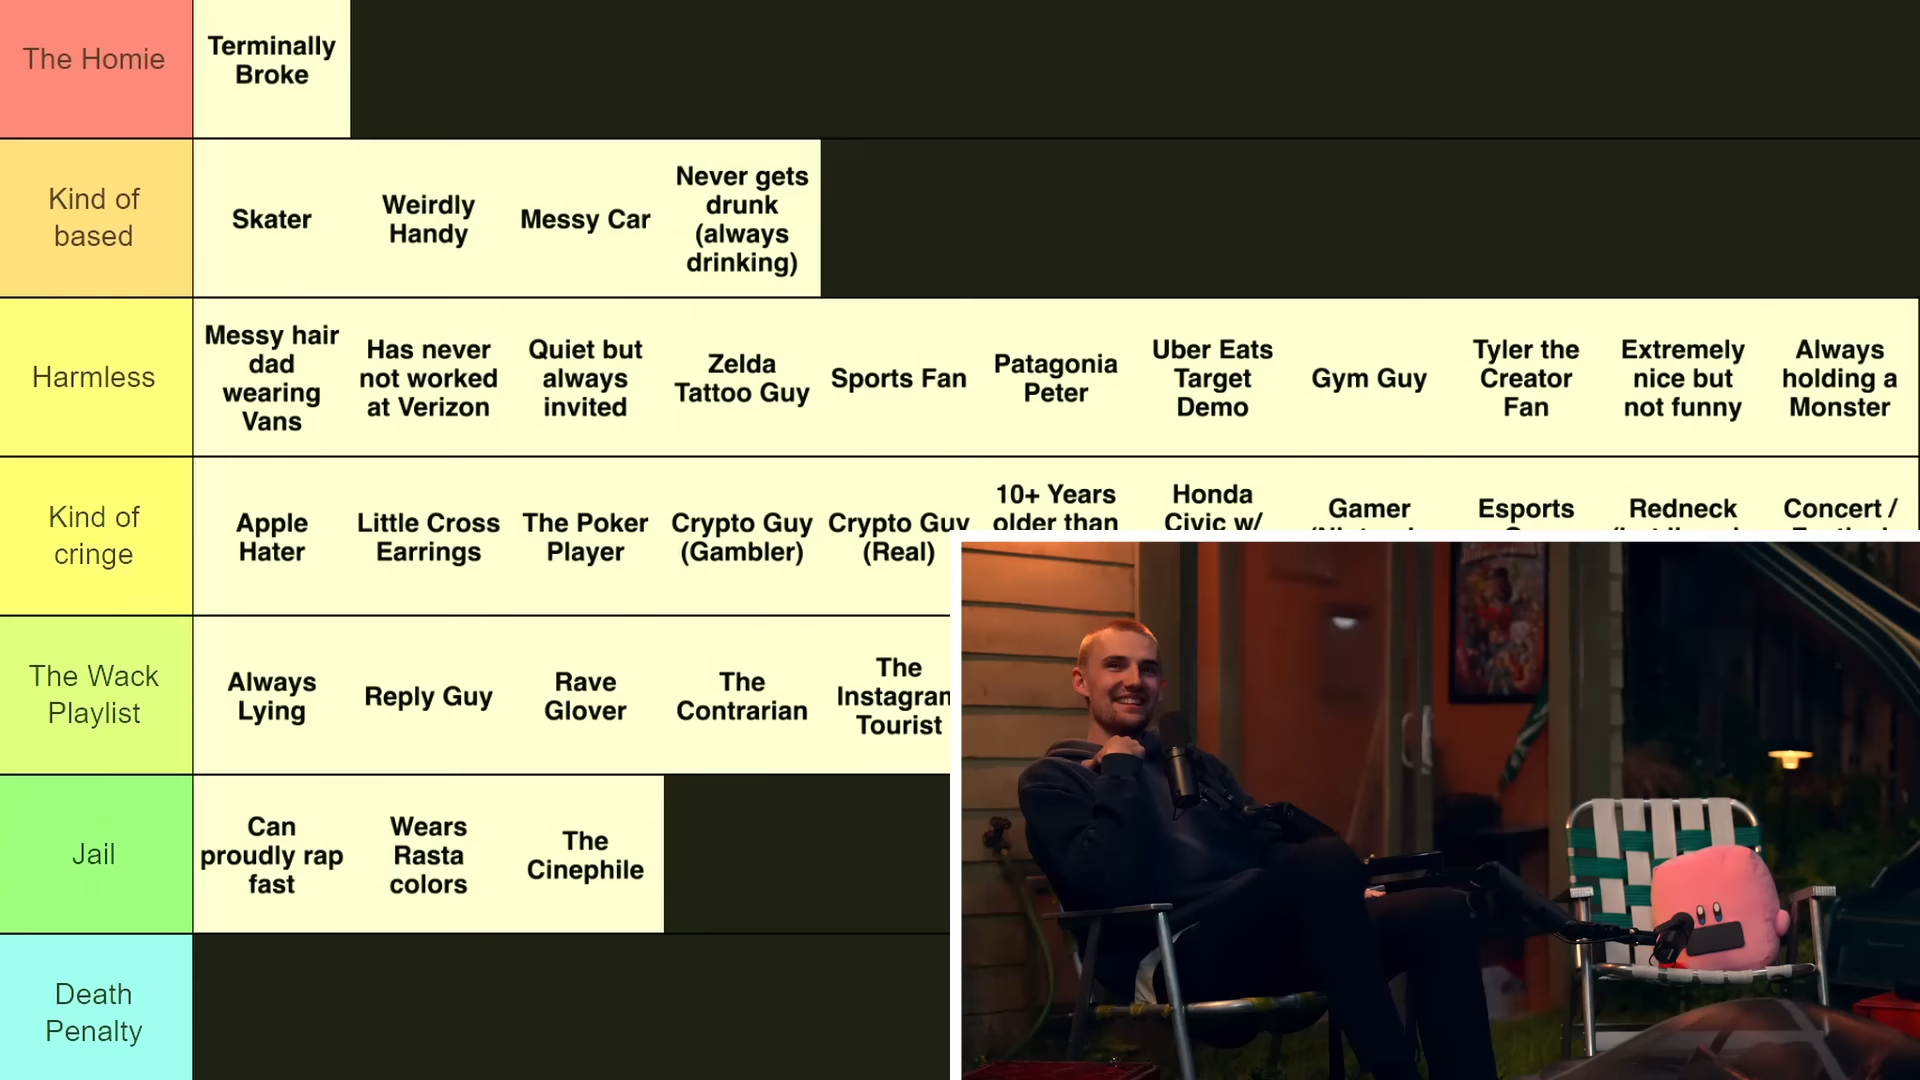 The Homie
Terminally
Broke
Kind of
based
Skater
Weirdly
Handy
Messy Car
Never gets
drunk
(always
drinking)
Harmless
Messy hair
dad
wearing
Vans
Has never
not worked
at Verizon
Quiet but
always
invited
Zelda
Tattoo Guy
Sports Fan
Patagonia
Peter
Uber Eats
Target
Demo
Gym Guy
Tyler the
Creator
Fan
Extremely
nice but
not funny
Always
holding a
Monster
Kind of
cringe
Apple
Hater
Little Cross
Earrings
The Poker
Player
Crypto Guy
(Gambler)
Crypto Guy
(Real)
10+ Years
older than
Honda
Civic w/
Gamer
Esports
Redneck
Concert /
The Wack
Playlist
Always
Lying
Reply Guy
Rave
Glover
The
Contrarian
The
Instagram
Tourist
Jail
Can
proudly rap
fast
Wears
Rasta
colors
The
Cinephile
Death
Penalty